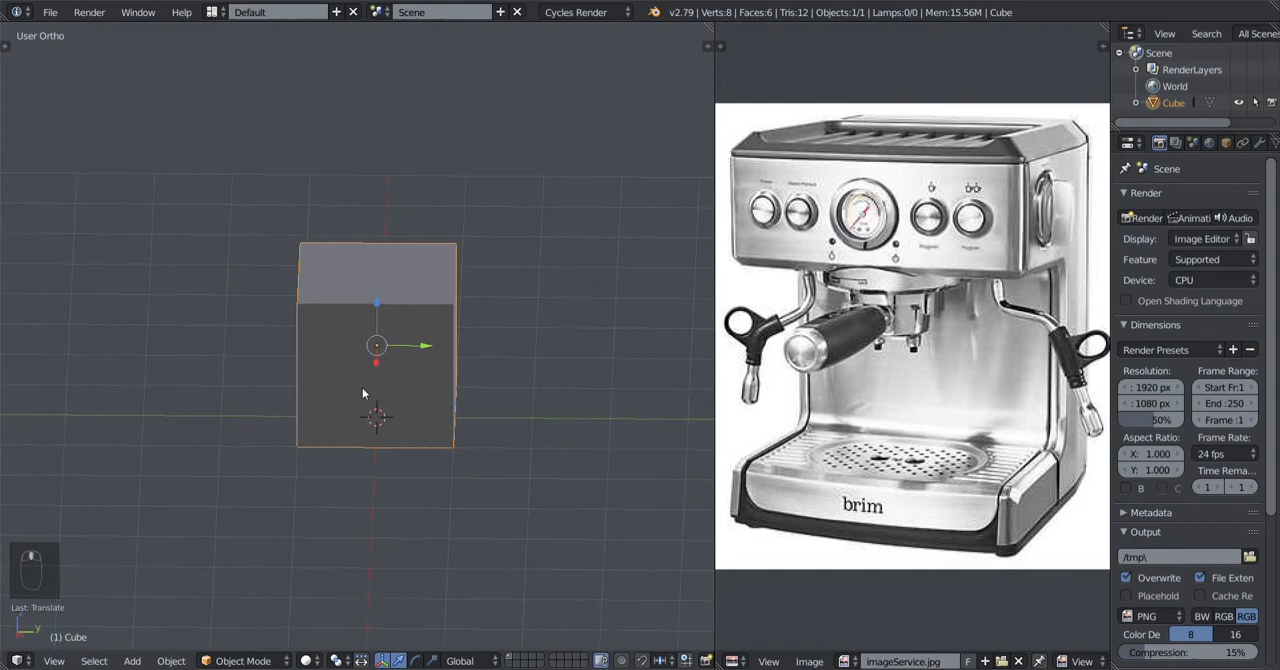 File Render Window Help Default Scene Cycles Render v2.79 | Verts:8 | Faces:6 | Tris:12 | Objects:1/1 | Lamps:0/0 | Mem:15.56M | Cube
User Ortho
View Search All Scenes
Scene
RenderLayers
World
Cube
Scene
Render
Render Animati Audio
Display: Image Editor
Feature Supported
Device: CPU
Open Shading Language
Dimensions
Render Presets
Resolution: Frame Range:
: 1920 px Start Fr:1
: 1080 px End :250
50% Frame :1
Aspect Ratio: Frame Rate:
X: 1.000 24 fps
Y: 1.000 Time Rema...
B C 1 1
Metadata
Output
/tmp\
Overwrite File Exten
Placehold Cache Re
PNG BW RGB RGB
Color De 8 16
Compression: 15%
brim
Last: Translate
z
y
(1) Cube
View Select Add Object Object Mode Global
View Image imageService.jpg F View